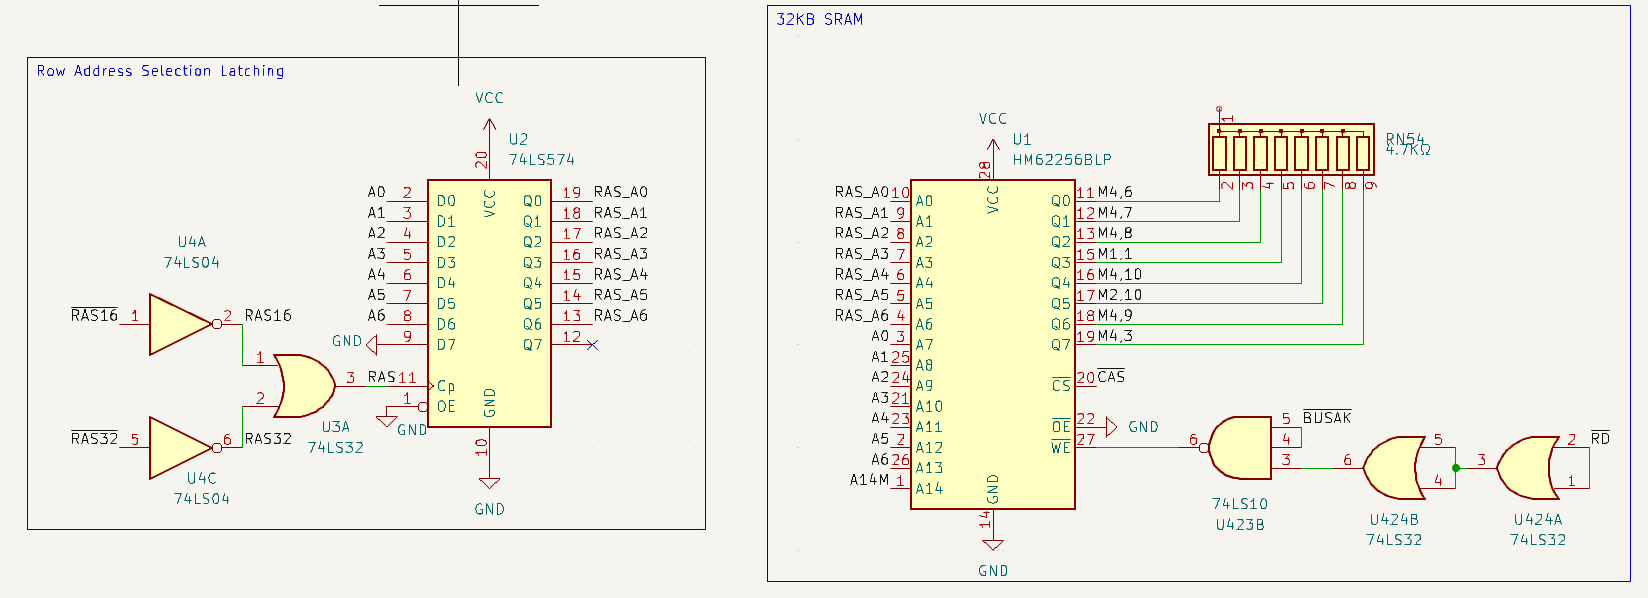 Row Address Selection Latching
VCC
20
U2
74LS574
A0 2 D0 VCC Q0 19 RAS_A0
A1 3 D1 Q1 18 RAS_A1
A2 4 D2 Q2 17 RAS_A2
A3 5 D3 Q3 16 RAS_A3
A4 6 D4 Q4 15 RAS_A4
A5 7 D5 Q5 14 RAS_A5
A6 8 D6 Q6 13 RAS_A6
GND 9 D7 Q7 12
U4A
74LS04
RAS16 1 2 RAS16
1
2
3 RAS 11 Cp
1 OE GND
GND
U3A
74LS32
RAS32 5 6 RAS32
U4C
74LS04
10
GND
32KB SRAM
VCC
28
U1
HM62256BLP
1
RN54
4.7KΩ
2 3 4 5 6 7 8 9
RAS_A0 10 A0 VCC Q0 11 M4,6
RAS_A1 9 A1 Q1 12 M4,7
RAS_A2 8 A2 Q2 13 M4,8
RAS_A3 7 A3 Q3 15 M1,1
RAS_A4 6 A4 Q4 16 M4,10
RAS_A5 5 A5 Q5 17 M2,10
RAS_A6 4 A6 Q6 18 M4,9
A0 3 A7 Q7 19 M4,3
A1 25 A8
A2 24 A9 CS 20 CAS
A3 21 A10
A4 23 A11 OE 22 GND
A5 2 A12 WE 27
A6 26 A13
A14M 1 A14 GND
14
GND
6 5 BUSAK
4
3
74LS10
U423B
6 5
4
U424B
74LS32
3 2 RD
1
U424A
74LS32